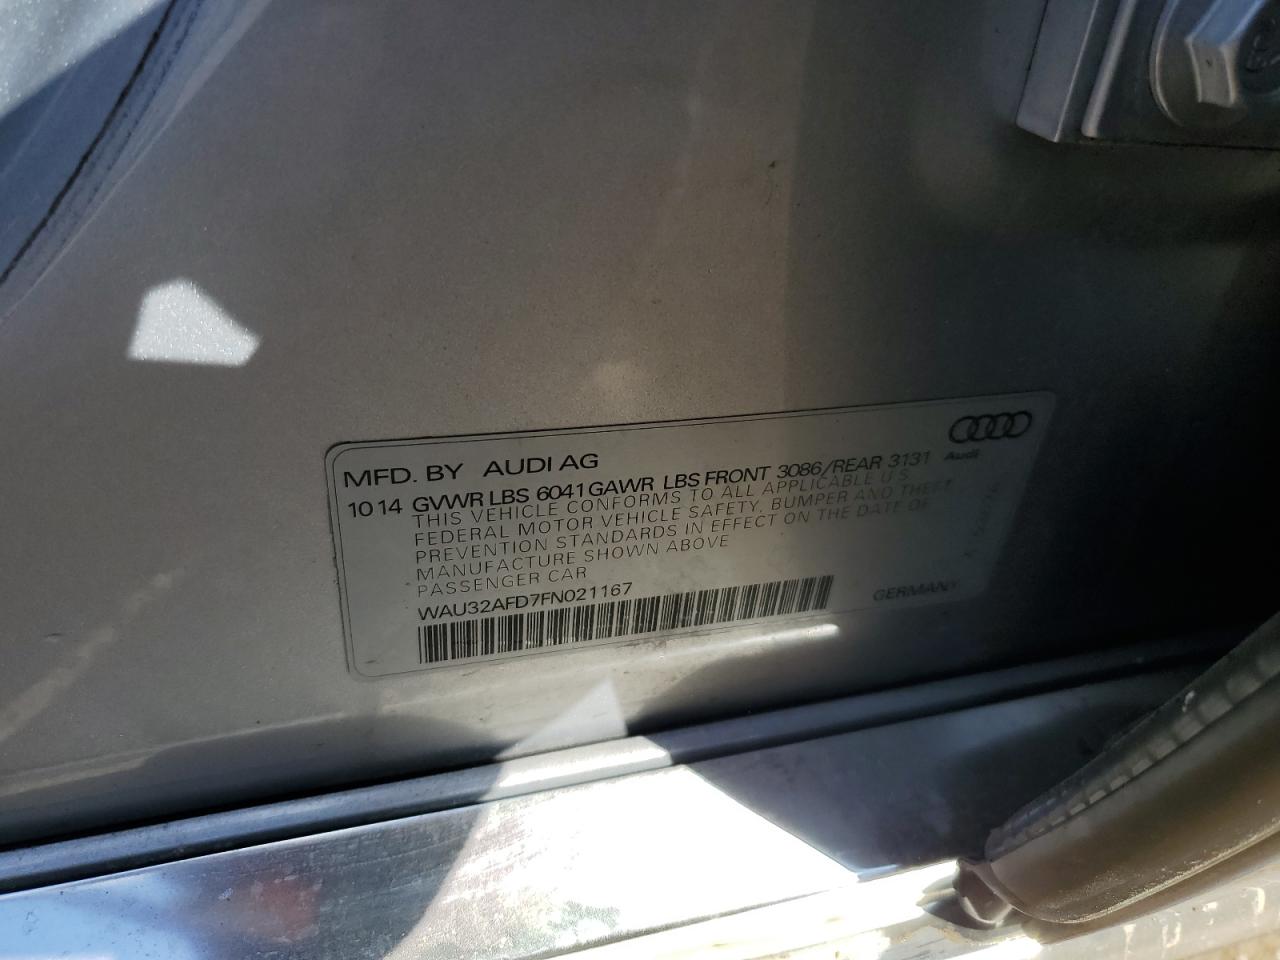 MFD. BY AUDI AG
10 14 GVWR LBS 6041 GAWR LBS FRONT 3086/REAR 3131
Audi
THIS VEHICLE CONFORMS TO ALL APPLICABLE U S
FEDERAL MOTOR VEHICLE SAFETY, BUMPER AND THEFT
PREVENTION STANDARDS IN EFFECT ON THE DATE OF
MANUFACTURE SHOWN ABOVE
PASSENGER CAR
WAU32AFD7FN021167
GERMANY